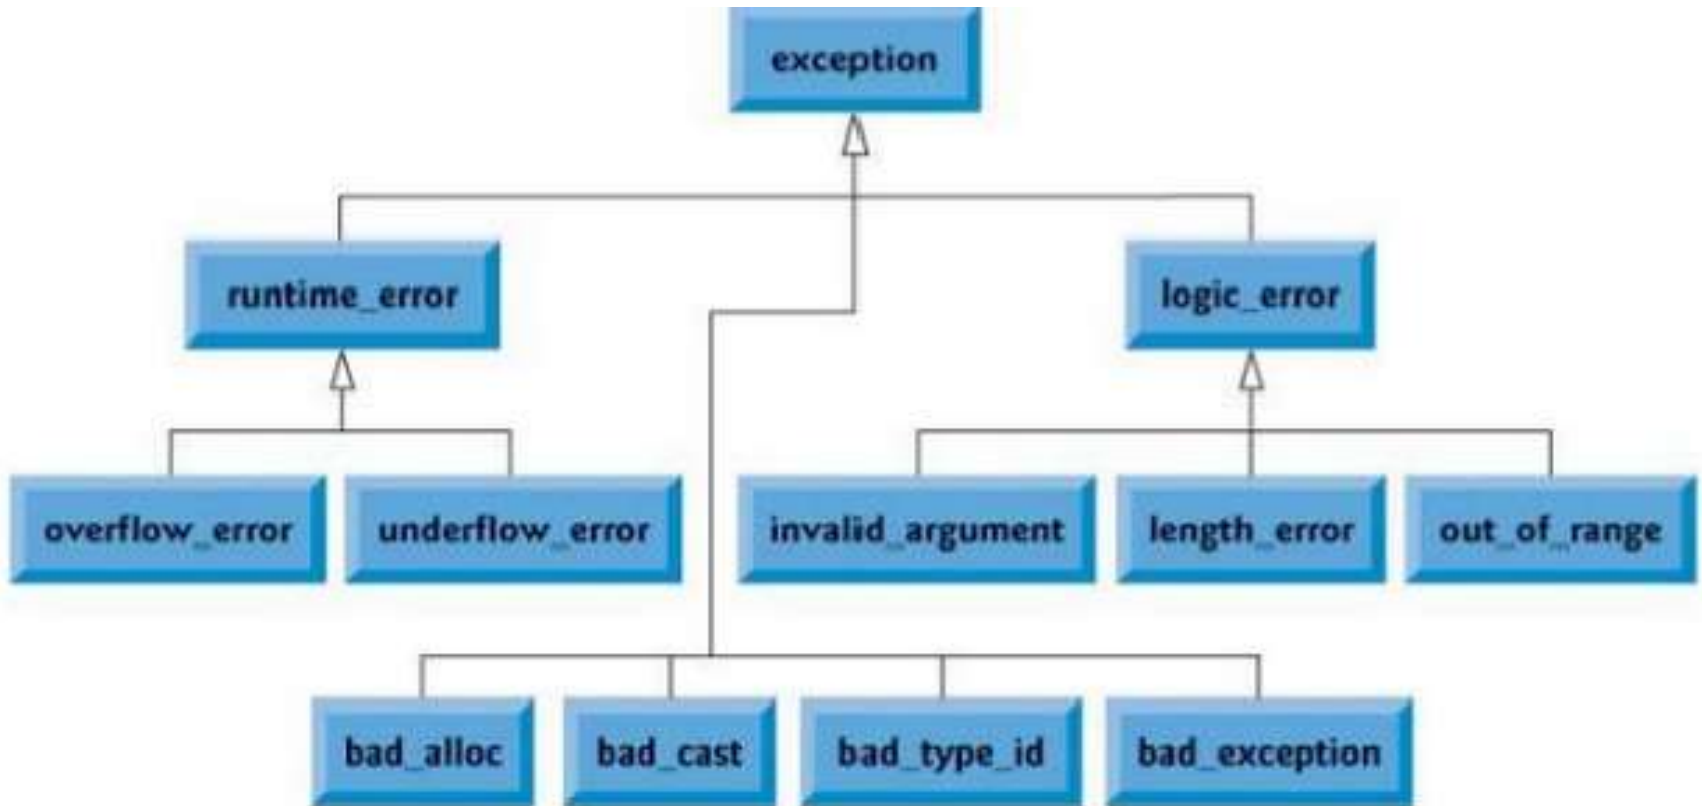 exception
runtime_error
logic_error
overflow_error
underflow_error
invalid_argument
length_error
out_of_range
bad_alloc
bad_cast
bad_type_id
bad_exception